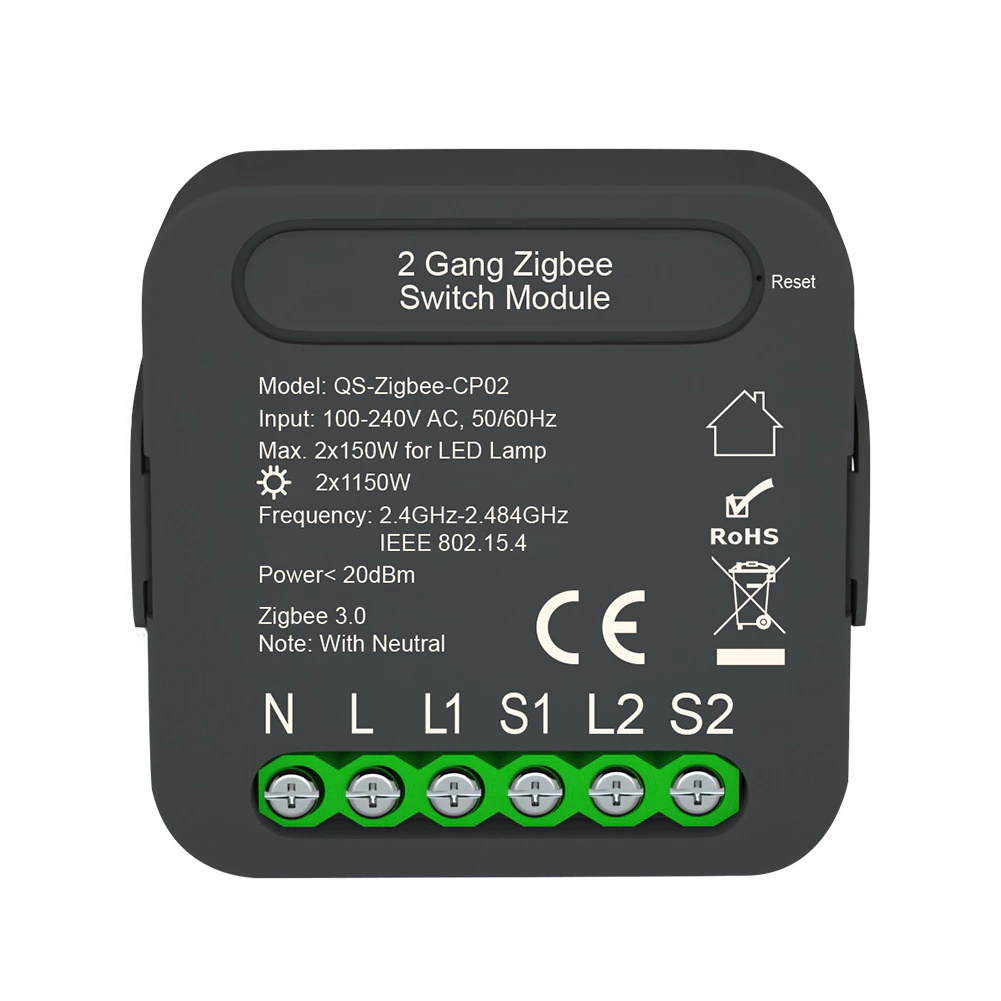 2 Gang Zigbee
Switch Module
Reset
Model: QS-Zigbee-CP02
Input: 100-240V AC, 50/60Hz
Max. 2x150W for LED Lamp
2x1150W
Frequency: 2.4GHz-2.484GHz
IEEE 802.15.4
Power< 20dBm
Zigbee 3.0
Note: With Neutral
RoHS
CE
N L L1 S1 L2 S2